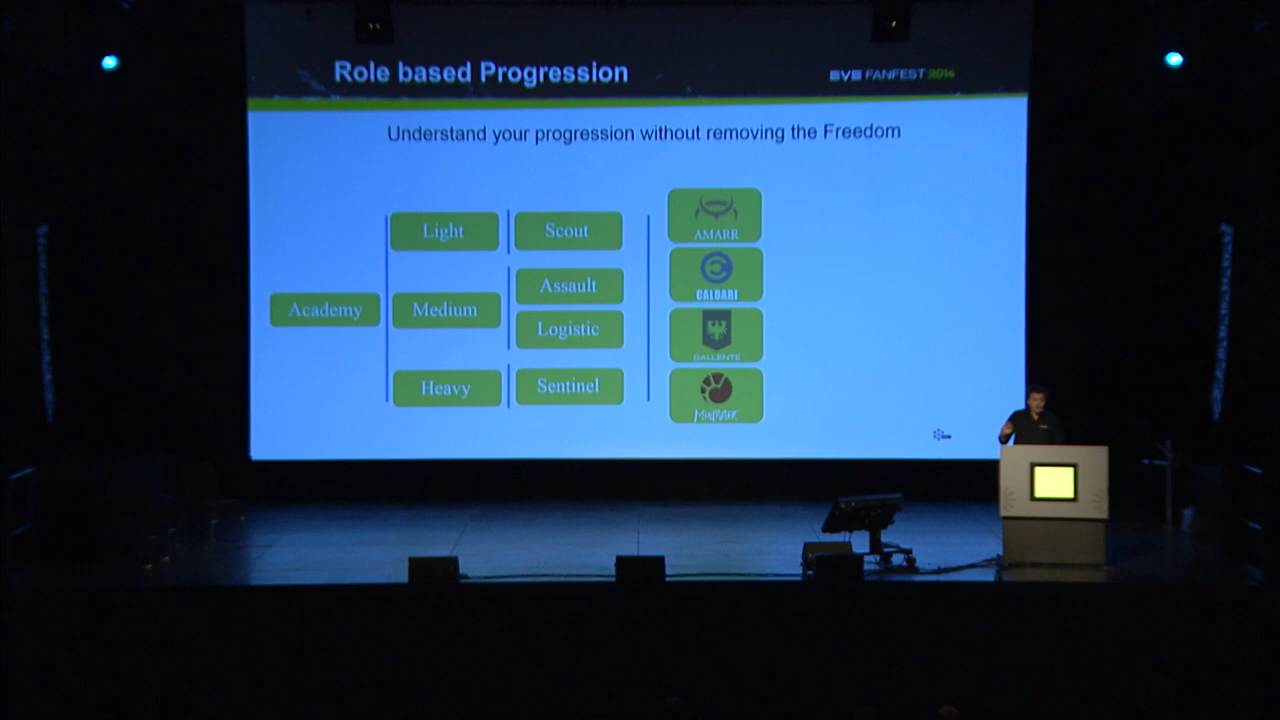 Role based Progression
EVE FANFEST 2014
Understand your progression without removing the Freedom
Academy
Light
Medium
Heavy
Scout
Assault
Logistic
Sentinel
AMARR
CALDARI
GALLENTE
MINMATAR